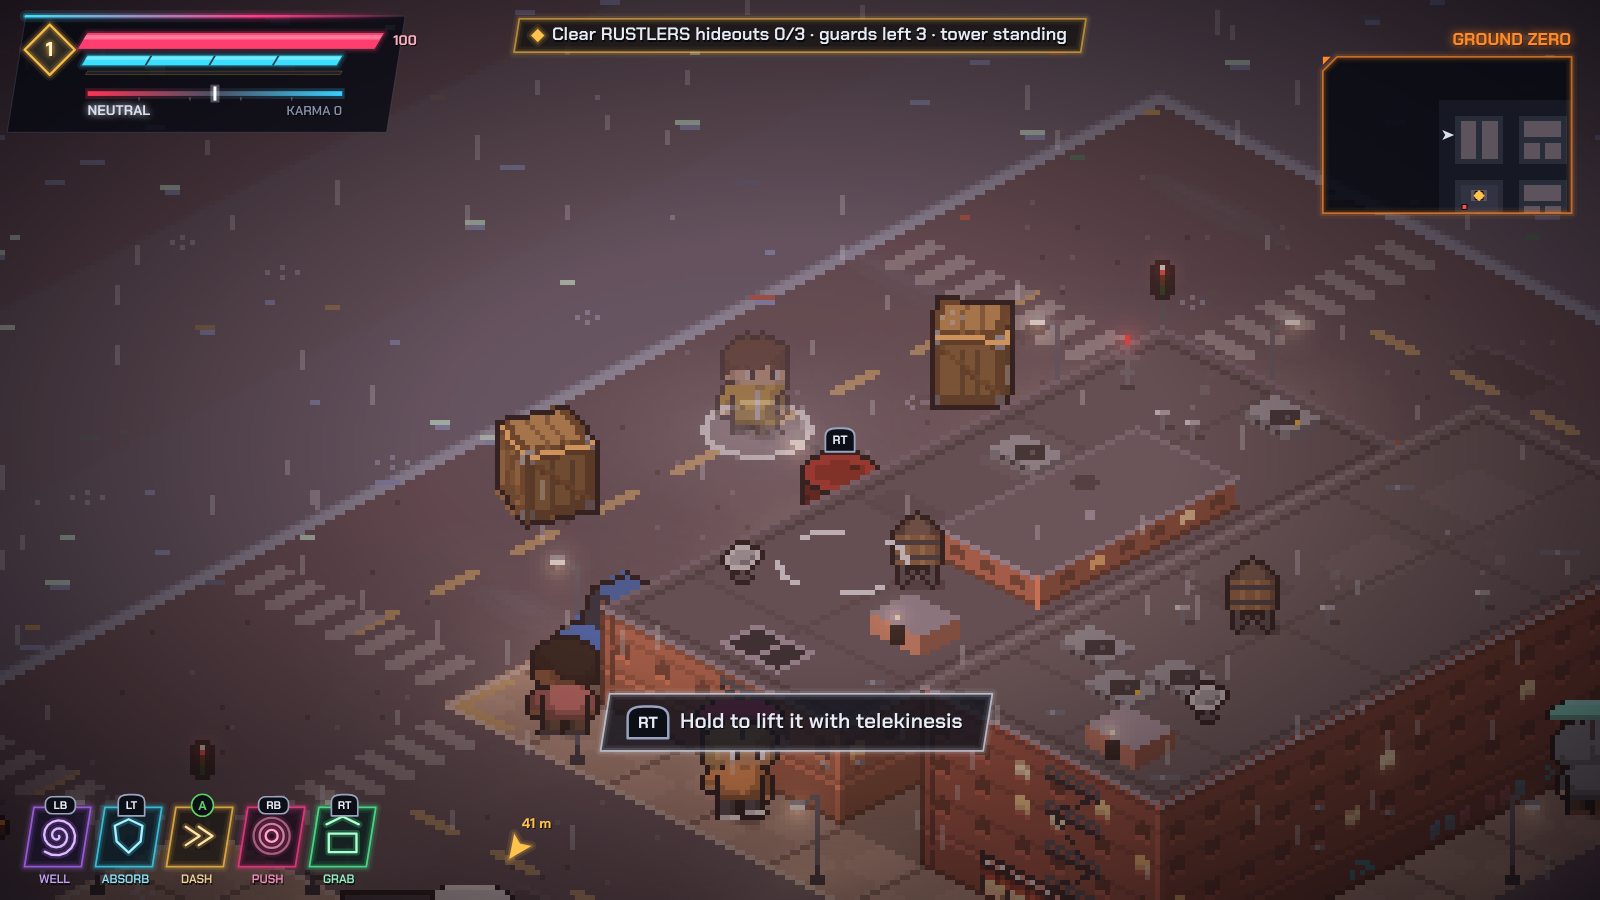 1
100
NEUTRAL
KARMA 0
Clear RUSTLERS hideouts 0/3 · guards left 3 · tower standing
GROUND ZERO
RT
RT Hold to lift it with telekinesis
41 m
LB
LT
A
RB
RT
WELL
ABSORB
DASH
PUSH
GRAB